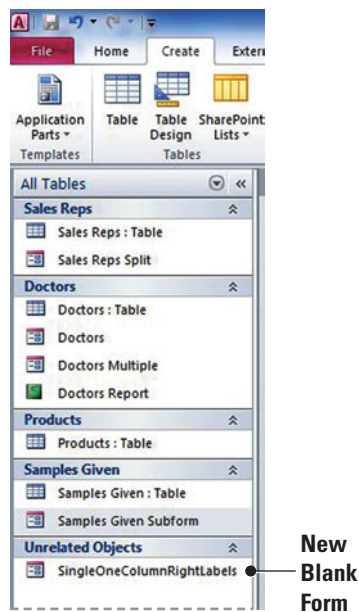 File Home Create Extern
Application Parts
Table
Table Design
SharePoint Lists
Templates Tables
All Tables
Sales Reps
Sales Reps : Table
Sales Reps Split
Doctors
Doctors : Table
Doctors
Doctors Multiple
Doctors Report
Products
Products : Table
Samples Given
Samples Given : Table
Samples Given Subform
Unrelated Objects
SingleOneColumnRightLabels
New
Blank
Form